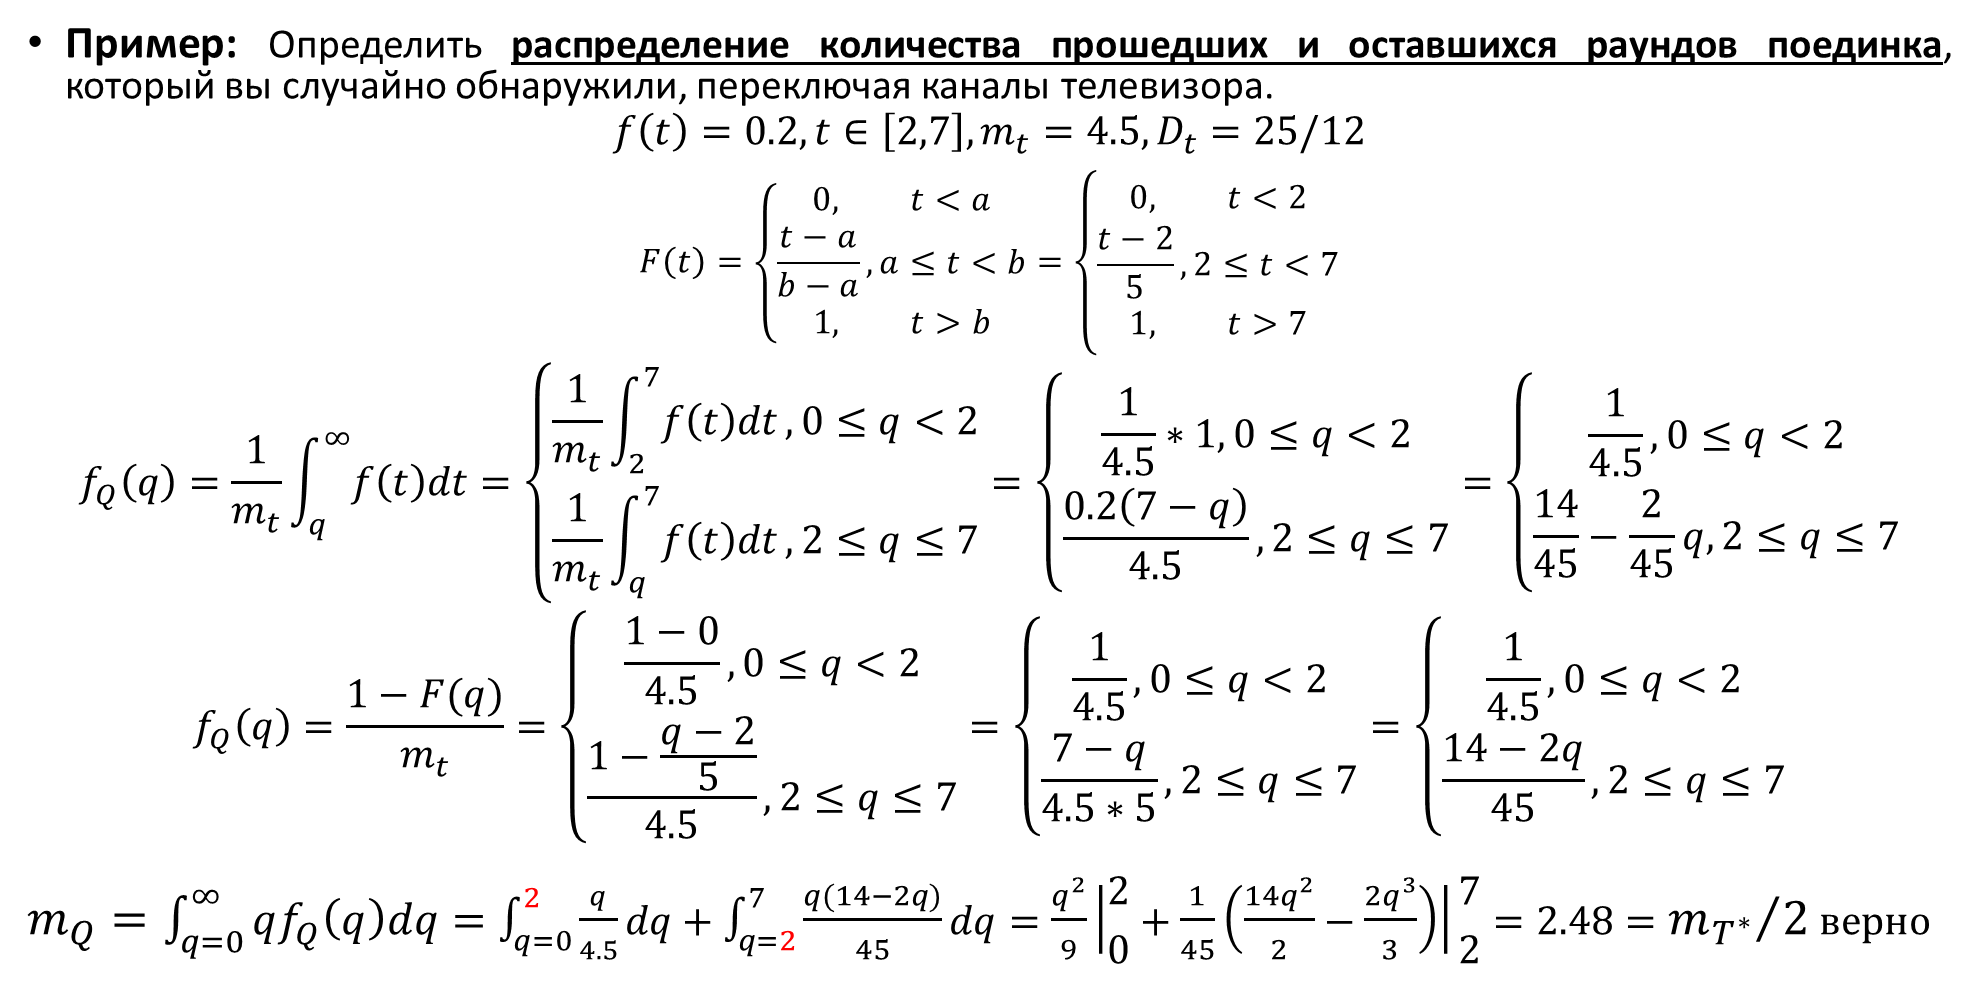 • Пример: Определить распределение количества прошедших и оставшихся раундов поединка,
который вы случайно обнаружили, переключая каналы телевизора.
f(t) = 0.2, t ∈ [2,7], m_t = 4.5, D_t = 25/12
F(t) = { 0, t < a; (t − a)/(b − a), a ≤ t < b; 1, t > b = { 0, t < 2; (t − 2)/5, 2 ≤ t < 7; 1, t > 7
f_Q(q) = 1/m_t ∫_q^∞ f(t)dt = { 1/m_t ∫_2^7 f(t)dt, 0 ≤ q < 2; 1/m_t ∫_q^7 f(t)dt, 2 ≤ q ≤ 7 = { 1/4.5 * 1, 0 ≤ q < 2; 0.2(7 − q)/4.5, 2 ≤ q ≤ 7 = { 1/4.5, 0 ≤ q < 2; 14/45 − 2/45 q, 2 ≤ q ≤ 7
f_Q(q) = (1 − F(q))/m_t = { (1 − 0)/4.5, 0 ≤ q < 2; (1 − (q − 2)/5)/4.5, 2 ≤ q ≤ 7 = { 1/4.5, 0 ≤ q < 2; (7 − q)/(4.5 * 5), 2 ≤ q ≤ 7 = { 1/4.5, 0 ≤ q < 2; (14 − 2q)/45, 2 ≤ q ≤ 7
m_Q = ∫_{q=0}^∞ q f_Q(q)dq = ∫_{q=0}^2 q/4.5 dq + ∫_{q=2}^7 q(14−2q)/45 dq = q²/9 |_0^2 + 1/45 (14q²/2 − 2q³/3)|_2^7 = 2.48 = m_{T*}/2 верно